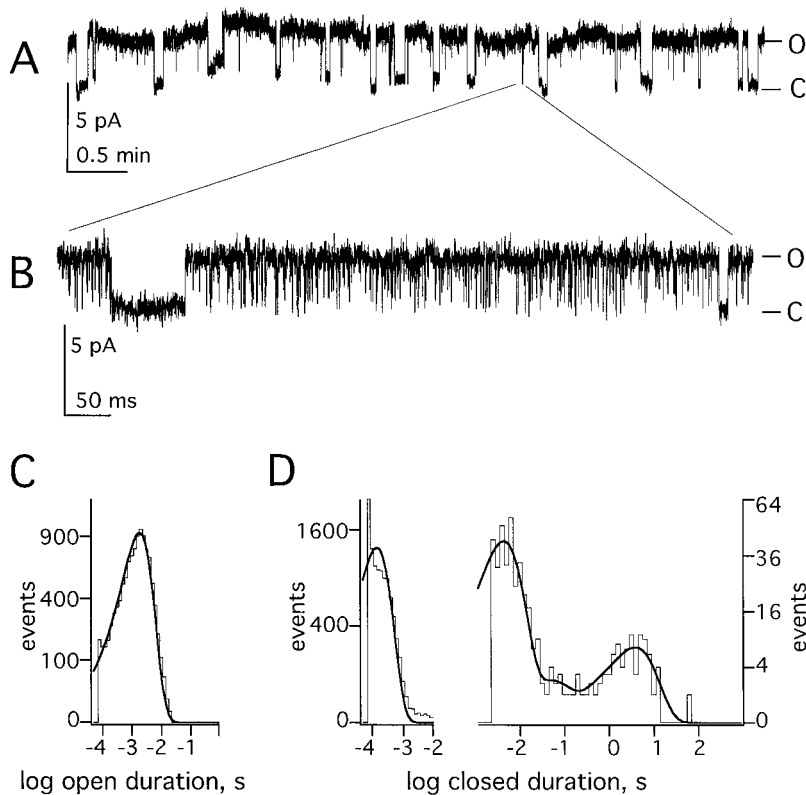 A
O
C
5 pA
0.5 min
B
O
C
5 pA
50 ms
C
D
events
900
400
100
0
-4 -3 -2 -1
log open duration, s
events
1600
400
0
-4 -3 -2
-2 -1 0 1 2
64
36
16
4
0
events
log closed duration, s